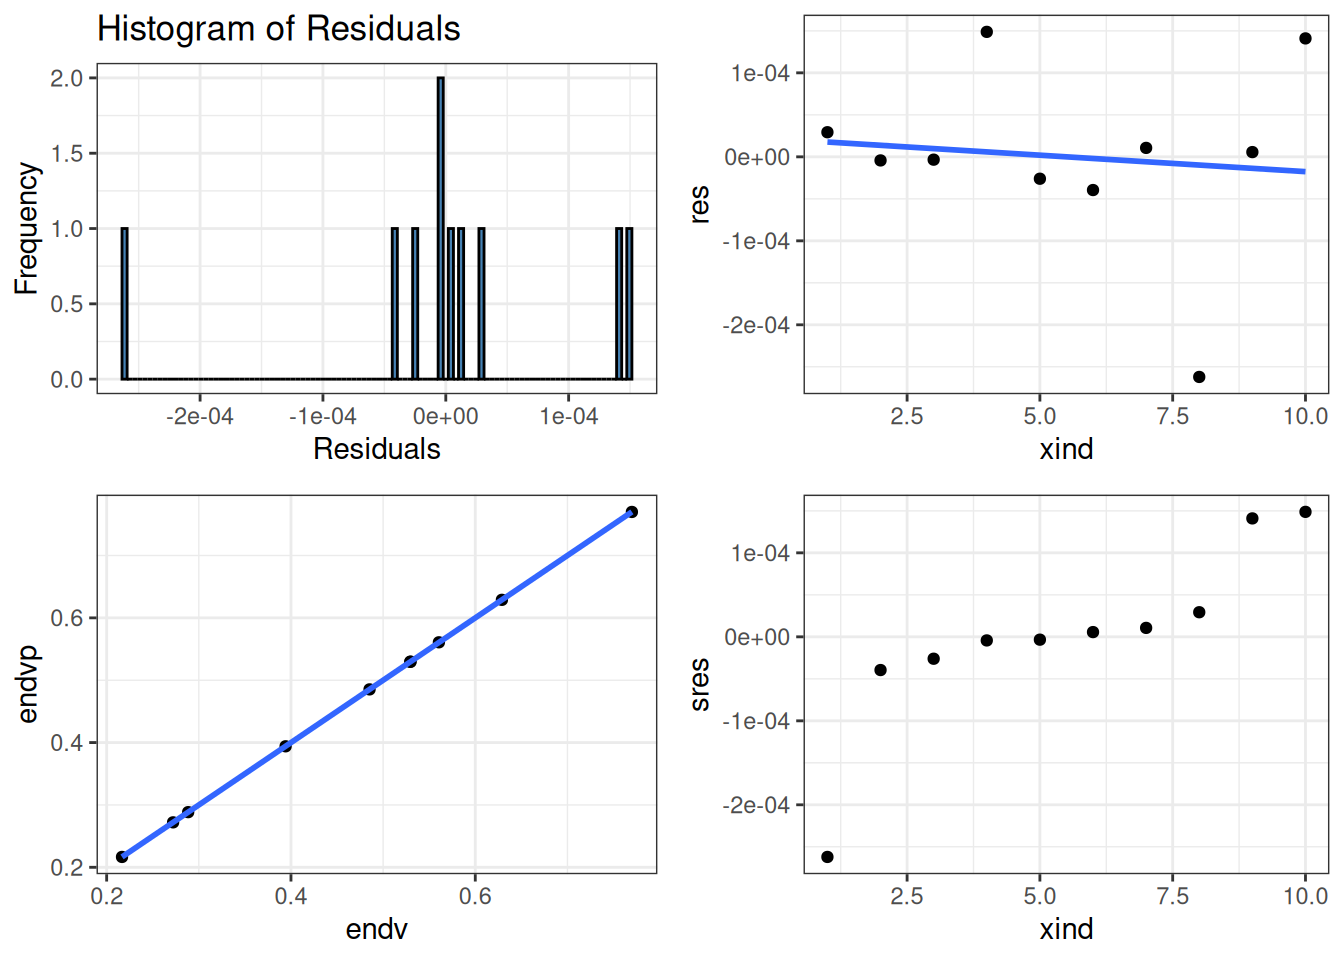 Histogram of Residuals
Frequency
2.0
1.5
1.0
0.5
0.0
-2e-04
-1e-04
0e+00
1e-04
Residuals
res
1e-04
0e+00
-1e-04
-2e-04
2.5
5.0
7.5
10.0
xind
endvp
0.6
0.4
0.2
0.2
0.4
0.6
endv
sres
1e-04
0e+00
-1e-04
-2e-04
2.5
5.0
7.5
10.0
xind